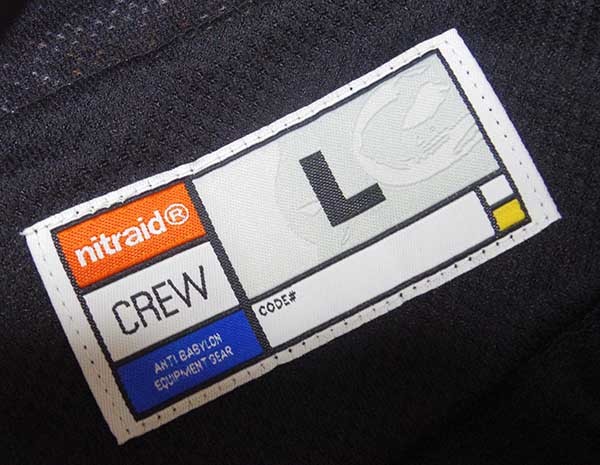 nitraid®
CREW
ANTI BABYLON
EQUIPMENT GEAR
L
CODE#